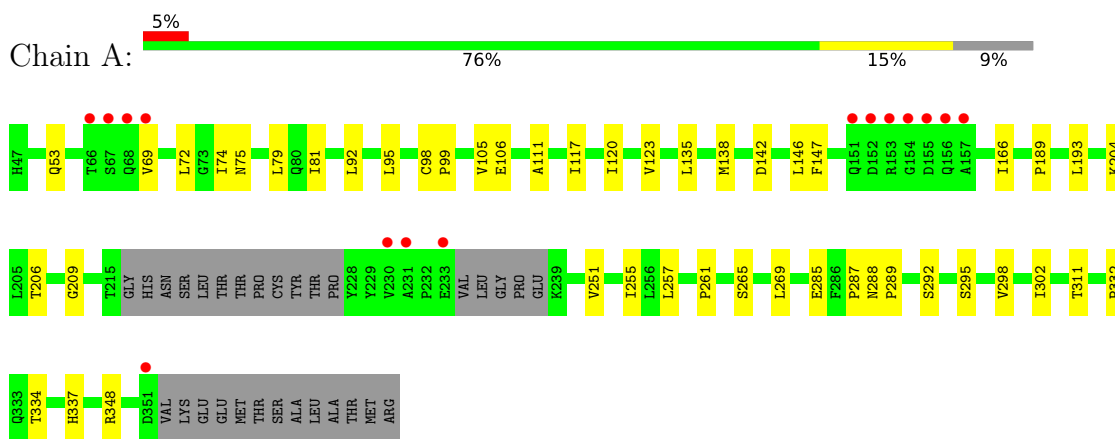 5%
Chain A:
76% 15% 9%
H47 Q53 T66 S67 Q68 V69 L72 G73 I74 N75 L79 Q80 I81 L92 L95 C98 P99 V105 E106 A111 I117 I120 V123 L135 M138 D142 L146 F147 Q151 D152 R153 G154 D155 Q156 A157 I166 P189 L193
L205 T206 G209 T215 GLY HIS ASN SER LEU THR THR PRO CYS TYR THR PRO Y228 Y229 V230 A231 P232 E233 VAL LEU GLY PRO GLU K239 V251 I255 L256 L257 P261 S265 L269 E285 F286 P287 N288 P289 S292 S295 V298 I302 T311
Q333 T334 H337 R348 D351 VAL LYS GLU GLU MET THR SER ALA LEU ALA THR MET ARG